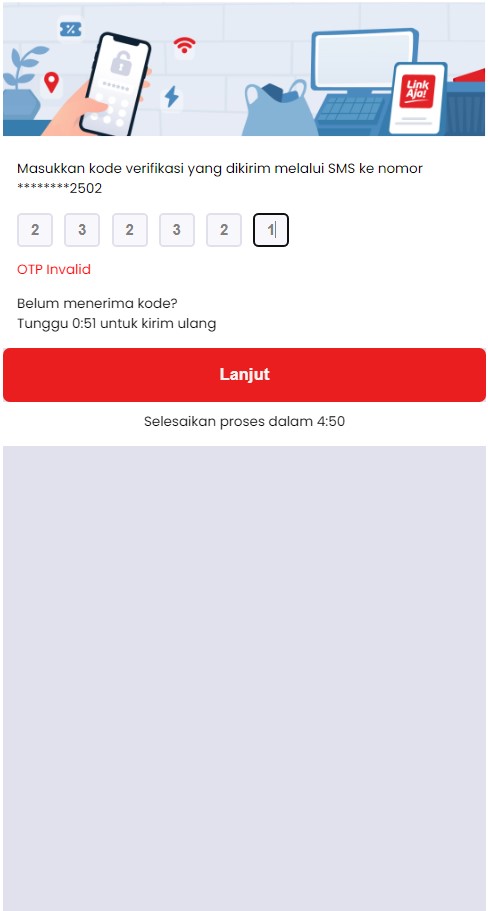 Link
Aja!
Masukkan kode verifikasi yang dikirim melalui SMS ke nomor
********2502
2 3 2 3 2 1
OTP Invalid
Belum menerima kode?
Tunggu 0:51 untuk kirim ulang
Lanjut
Selesaikan proses dalam 4:50